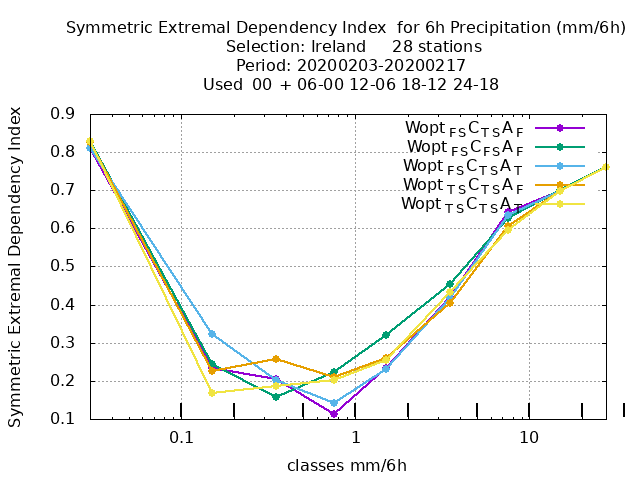 Symmetric Extremal Dependency Index  for 6h Precipitation (mm/6h)
Selection: Ireland     28 stations
Period: 20200203-20200217
Used  00  + 06-00 12-06 18-12 24-18
Symmetric Extremal Dependency Index
0.9
0.8
0.7
0.6
0.5
0.4
0.3
0.2
0.1
Wopt FS C TS A F
Wopt FS C FS A F
Wopt FS C TS A T
Wopt TS C TS A F
Wopt TS C TS A T
0.1 1 10
classes mm/6h